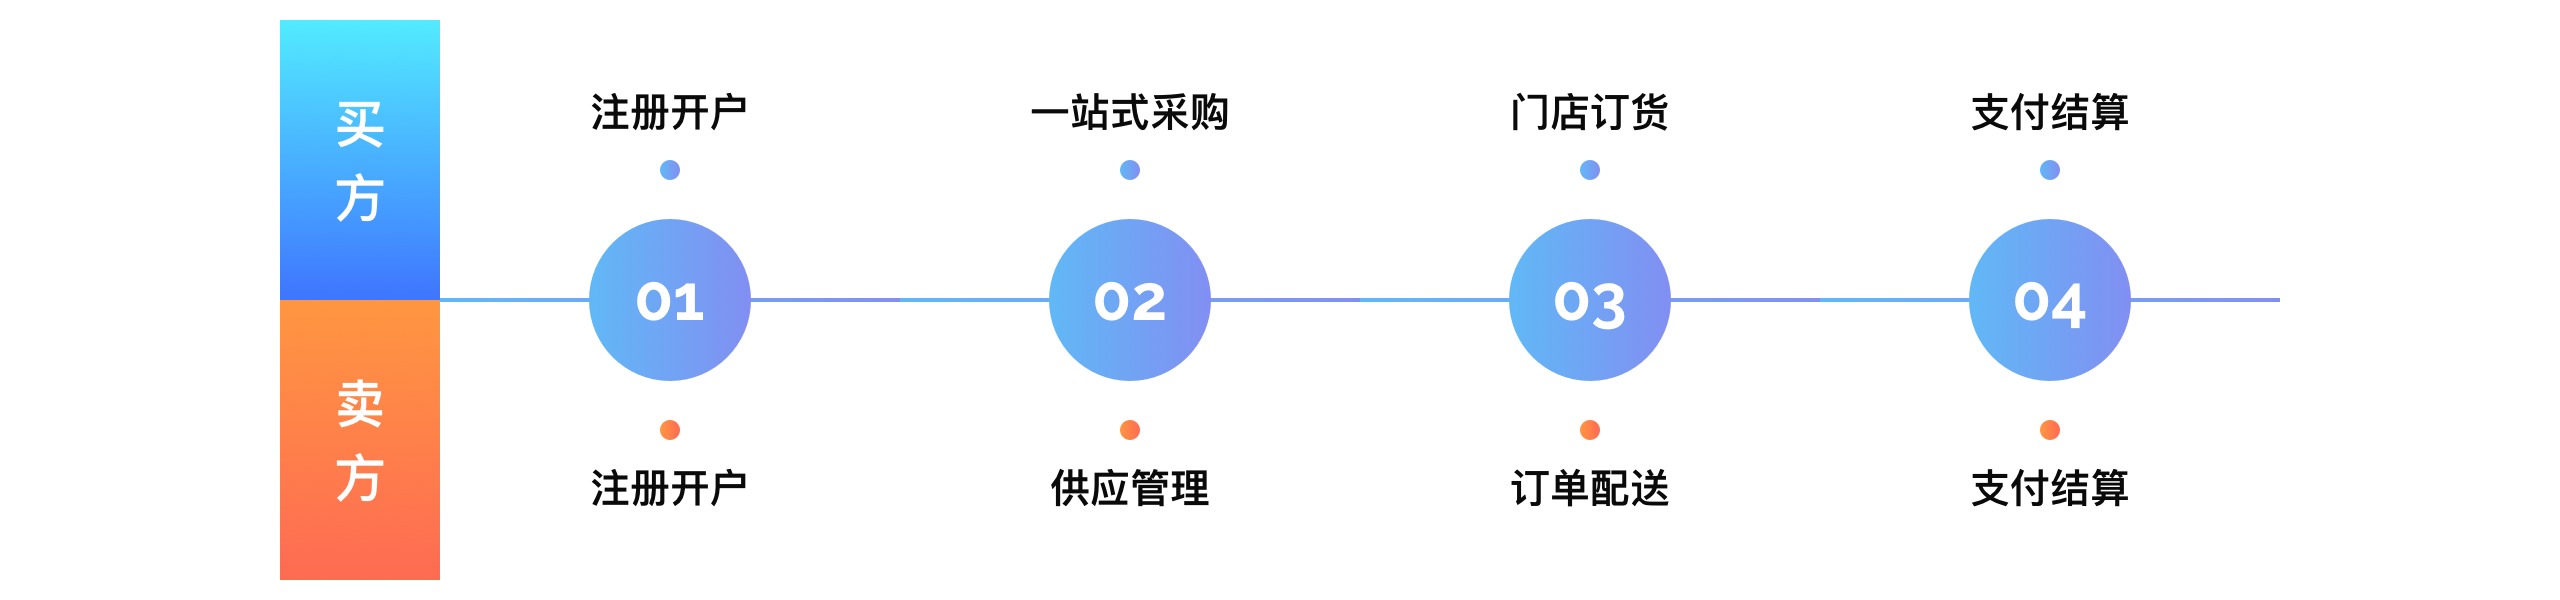 买方
注册开户
一站式采购
门店订货
支付结算
01
02
03
04
卖方
注册开户
供应管理
订单配送
支付结算